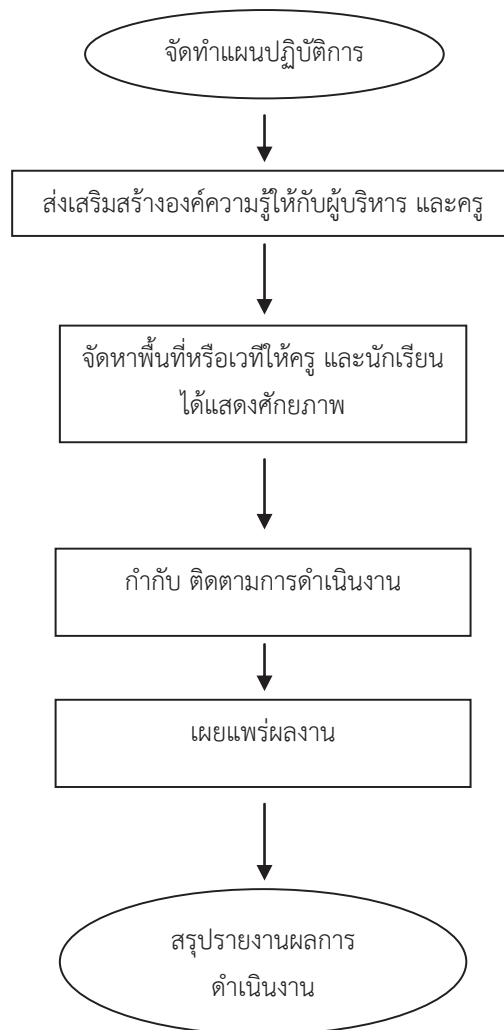 จัดทำแผนปฏิบัติการ
ส่งเสริมสร้างองค์ความรู้ให้กับผู้บริหาร และครู
จัดหาพื้นที่หรือเวทีให้ครู และนักเรียน
ได้แสดงศักยภาพ
กำกับ ติดตามการดำเนินงาน
เผยแพร่ผลงาน
สรุปรายงานผลการ
ดำเนินงาน